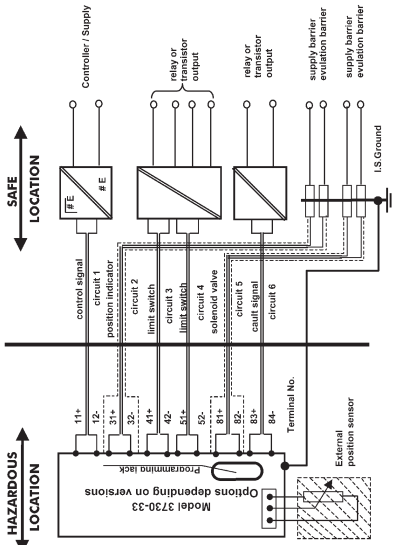 SAFE
LOCATION
Controller / Supply
relay or
transistor
output
relay or
transistor
output
supply barrier
evulation barrier
supply barrier
evulation barrier
#E
#E
I.S.Ground
control signal
circuit 1
position indicator
circuit 2
limit switch
circuit 3
limit switch
circuit 4
solenoid valve
circuit 5
cault signal
circuit 6
11+
12-
31+
32-
41+
42-
51+
52-
81+
82-
83+
84-
Terminal No.
HAZARDOUS
LOCATION
Model 3730-33
Options depending on versions
Programming jack
External
position sensor